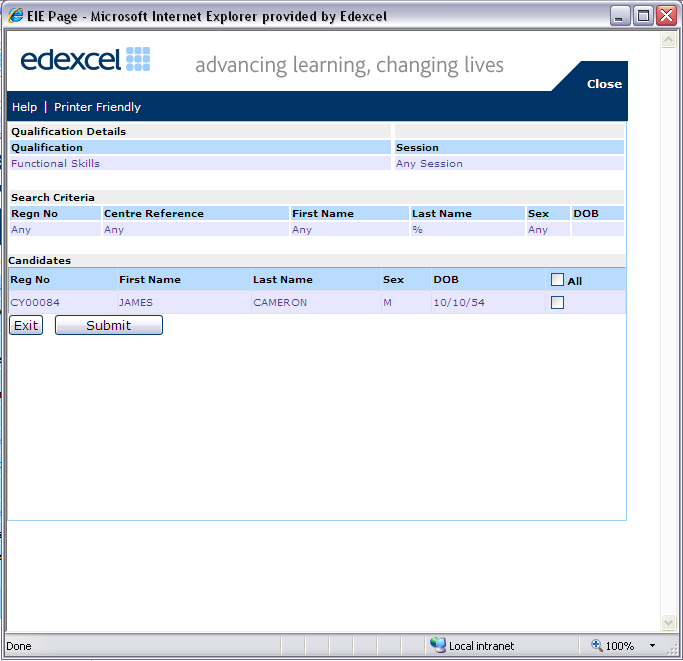 EIE Page - Microsoft Internet Explorer provided by Edexcel
edexcel
advancing learning, changing lives
Close
Help | Printer Friendly
Qualification Details
Qualification Session
Functional Skills Any Session
Search Criteria
Regn No Centre Reference First Name Last Name Sex DOB
Any Any Any % Any
Candidates
Reg No First Name Last Name Sex DOB All
CY00084 JAMES CAMERON M 10/10/54
Exit Submit
Done Local intranet 100%